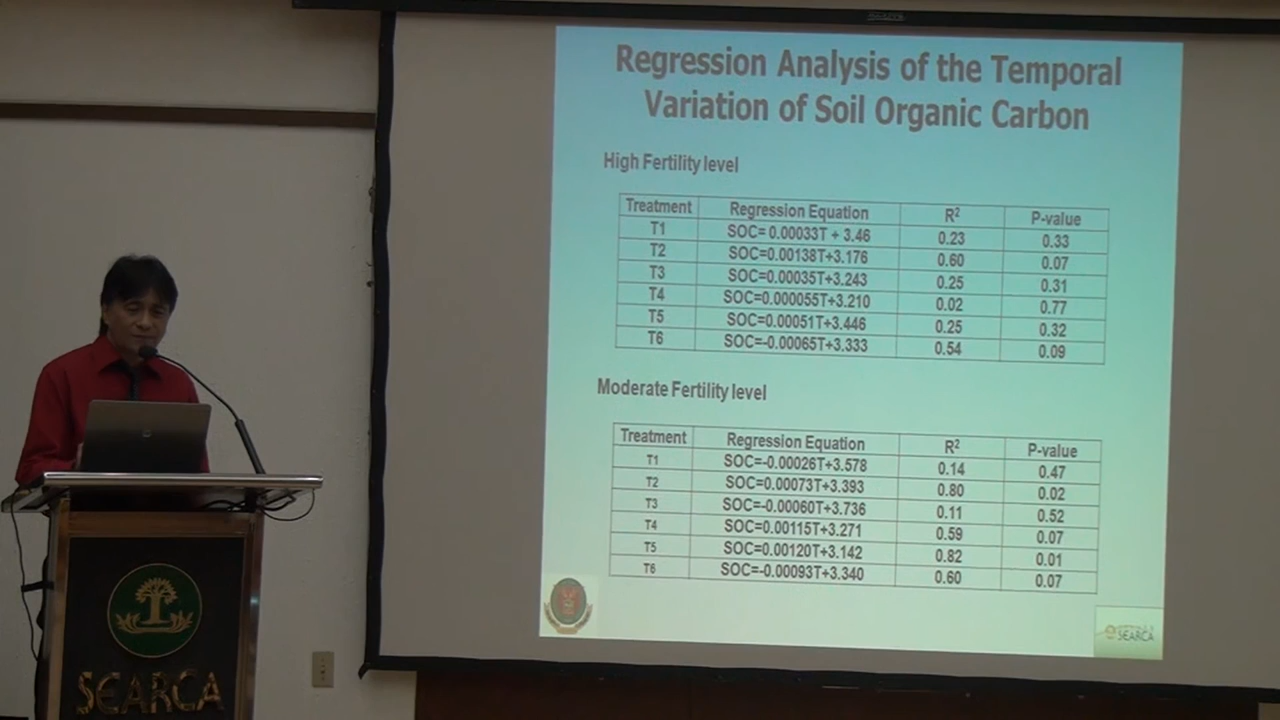 Regression Analysis of the Temporal
Variation of Soil Organic Carbon
High Fertility level
Treatment Regression Equation R² P-value
T1 SOC= 0.00033T + 3.46 0.23 0.33
T2 SOC=0.00138T+3.176 0.60 0.07
T3 SOC=0.00035T+3.243 0.25 0.31
T4 SOC=0.000055T+3.210 0.02 0.77
T5 SOC=0.00051T+3.446 0.25 0.32
T6 SOC=-0.00065T+3.333 0.54 0.09
Moderate Fertility level
Treatment Regression Equation R² P-value
T1 SOC=-0.00026T+3.578 0.14 0.47
T2 SOC=0.00073T+3.393 0.80 0.02
T3 SOC=-0.00060T+3.736 0.11 0.52
T4 SOC=0.00115T+3.271 0.59 0.07
T5 SOC=0.00120T+3.142 0.82 0.01
T6 SOC=-0.00093T+3.340 0.60 0.07
SEARCA
SEARCA